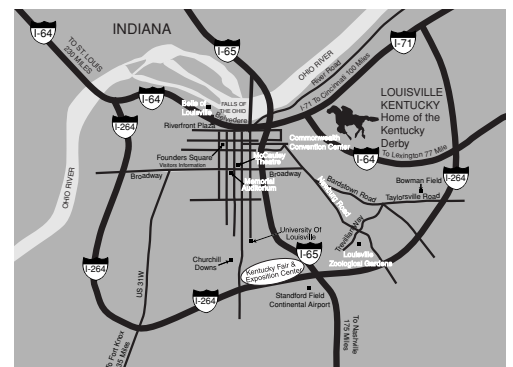 INDIANA
I-64
I-65
I-71
TO ST. LOUIS
230 MILES
OHIO RIVER
River Road
I-71 To Cincinnati 100 Miles
I-64
Belle of
Louisville
FALLS OF
THE OHIO
Belvedere
Riverfront Plaza
LOUISVILLE
KENTUCKY
Home of the
Kentucky
Derby
I-264
Commonwealth
Convention Center
Founders Square
Visitors Information
McCauley
Theatre
I-64
To Lexington 77 Mile
Broadway
Memorial
Auditorium
Broadway
Bardstown Road
Bowman Field
I-264
Taylorsville Road
OHIO RIVER
Newburg Road
Trevilian Way
University Of
Louisville
Churchill
Downs
I-65
Louisville
Zoological Gardens
I-264
Kentucky Fair &
Exposition Center
US 31W
I-264
Standford Field
Continental Airport
To Nashville
175 Miles
To Fort Knox
35 Miles